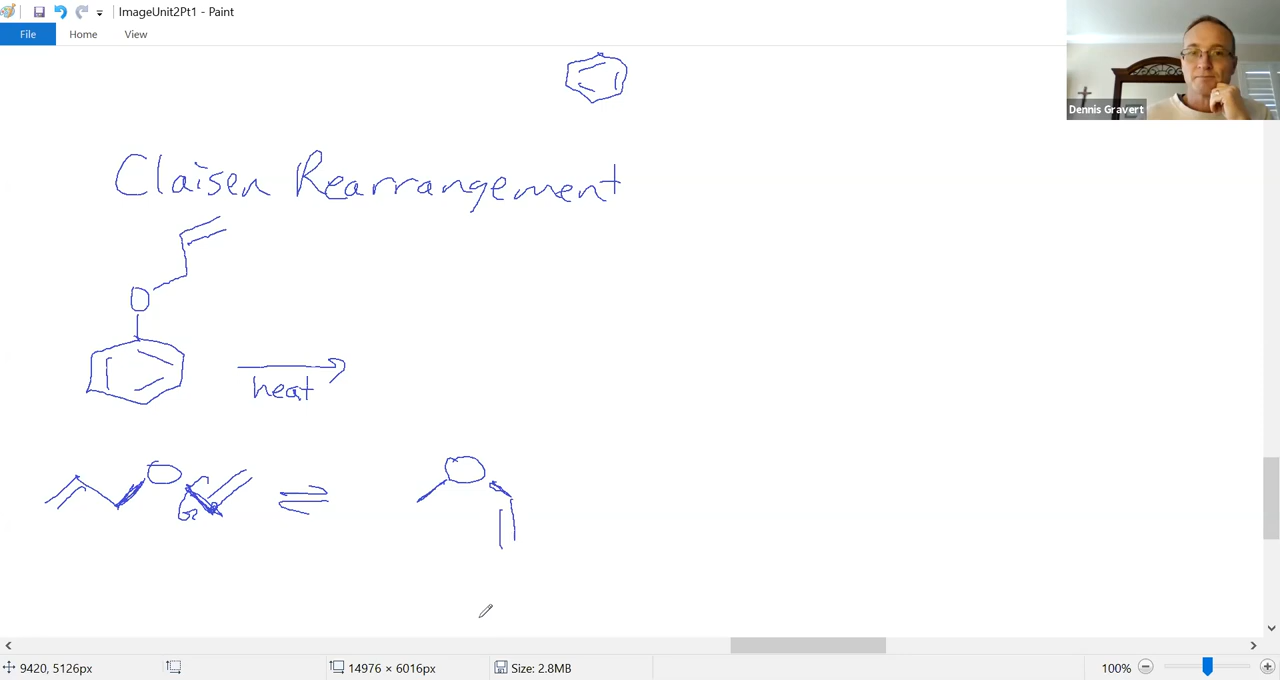 ImageUnit2Pt1 - Paint
File Home View
Dennis Gravert
Claisen Rearrangement
O
heat
O O
9420, 5126px 14976 × 6016px Size: 2.8MB 100%